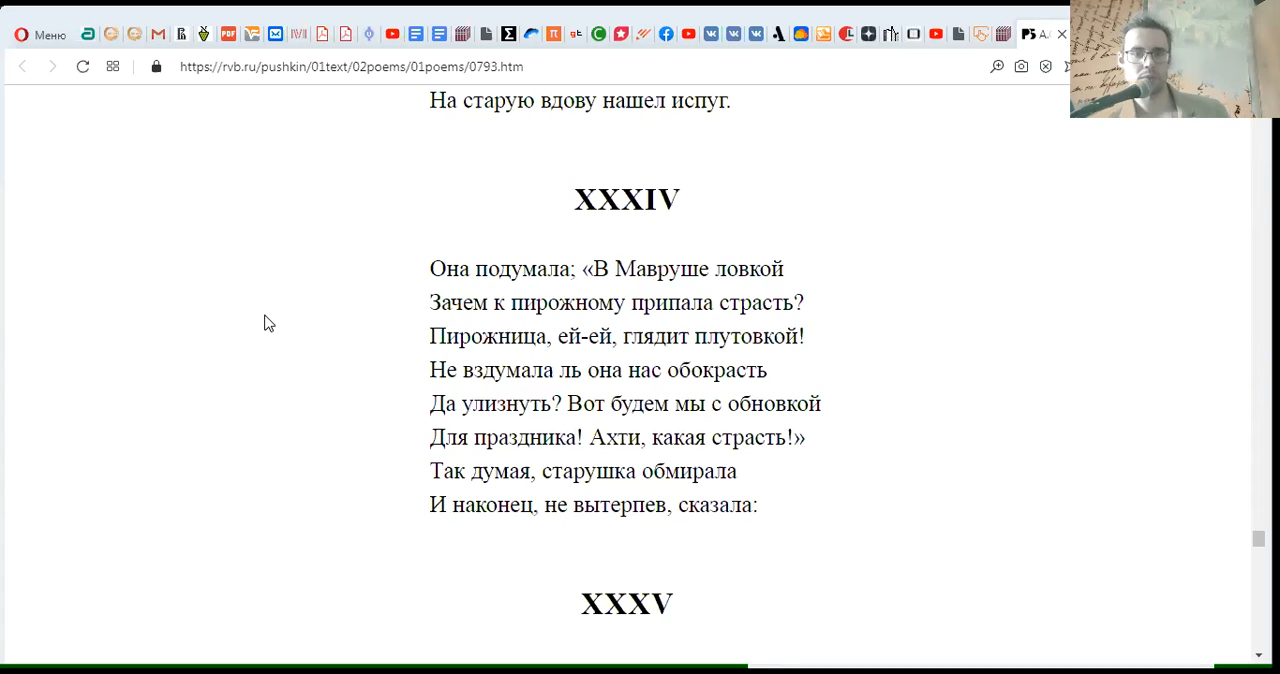 Меню
https://rvb.ru/pushkin/01text/02poems/01poems/0793.htm
На старую вдову нашел испуг.
XXXIV
Она подумала; «В Мавруше ловкой
Зачем к пирожному припала страсть?
Пирожница, ей-ей, глядит плутовкой!
Не вздумала ль она нас обокрасть
Да улизнуть? Вот будем мы с обновкой
Для праздника! Ахти, какая страсть!»
Так думая, старушка обмирала
И наконец, не вытерпев, сказала:
XXXV